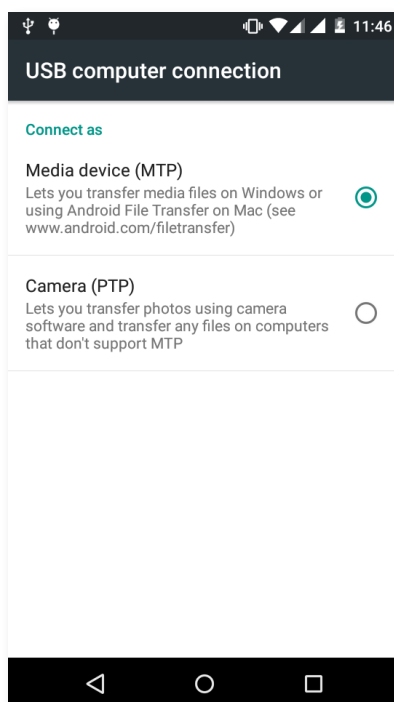 11:46
USB computer connection
Connect as
Media device (MTP)
Lets you transfer media files on Windows or
using Android File Transfer on Mac (see
www.android.com/filetransfer)
Camera (PTP)
Lets you transfer photos using camera
software and transfer any files on computers
that don't support MTP